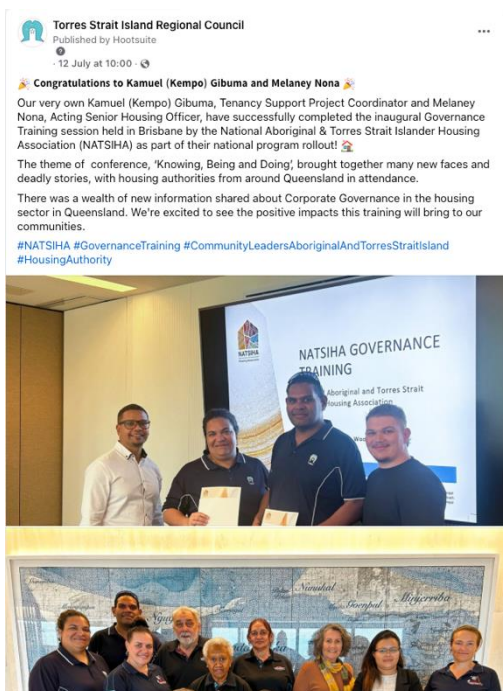 Torres Strait Island Regional Council
Published by Hootsuite
· 12 July at 10:00 ·
🎉 Congratulations to Kamuel (Kempo) Gibuma and Melaney Nona 🎉
Our very own Kamuel (Kempo) Gibuma, Tenancy Support Project Coordinator and Melaney
Nona, Acting Senior Housing Officer, have successfully completed the inaugural Governance
Training session held in Brisbane by the National Aboriginal & Torres Strait Islander Housing
Association (NATSIHA) as part of their national program rollout! 🏠
The theme of conference, ‘Knowing, Being and Doing’, brought together many new faces and
deadly stories, with housing authorities from around Queensland in attendance.
There was a wealth of new information shared about Corporate Governance in the housing
sector in Queensland. We're excited to see the positive impacts this training will bring to our
communities.
#NATSIHA #GovernanceTraining #CommunityLeadersAboriginalAndTorresStraitIsland
#HousingAuthority
NATSIHA
NATSIHA GOVERNANCE
TRAINING
Aboriginal and Torres Strait
Housing Association
Nunukal
Goenpul
Minjerriba